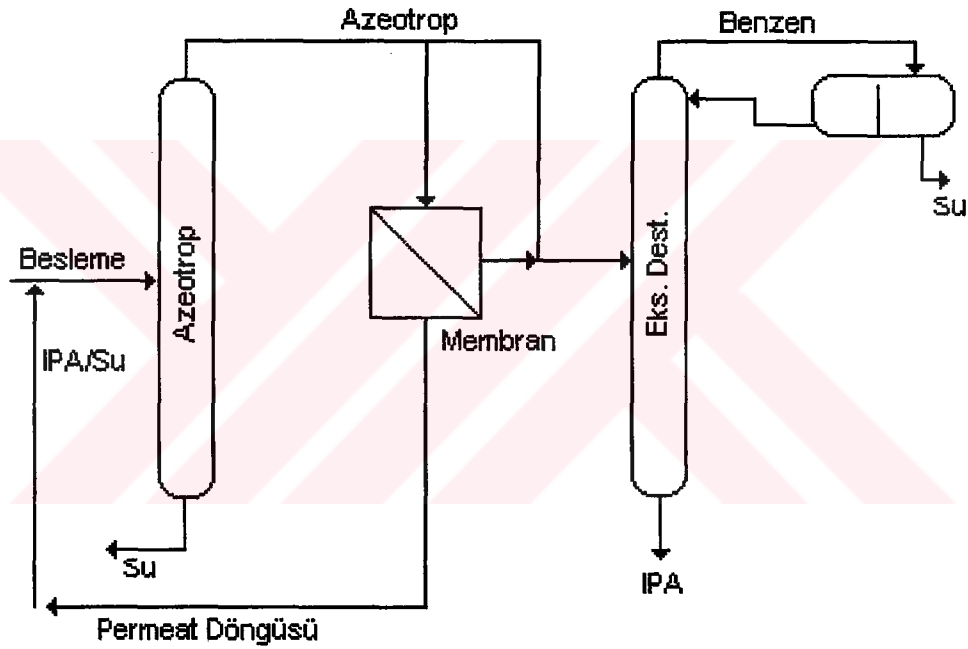 Azeotrop
Benzen
Su
Besleme
Azeotrop
Eks. Dest.
Membran
IPA/Su
Su
IPA
Permeat Döngüsü